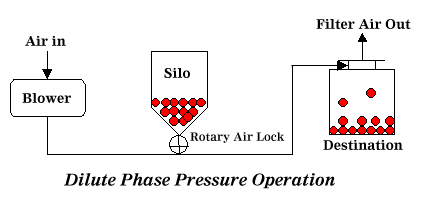 Filter Air Out
Air in
Silo
Blower
Rotary Air Lock
Destination
Dilute Phase Pressure Operation